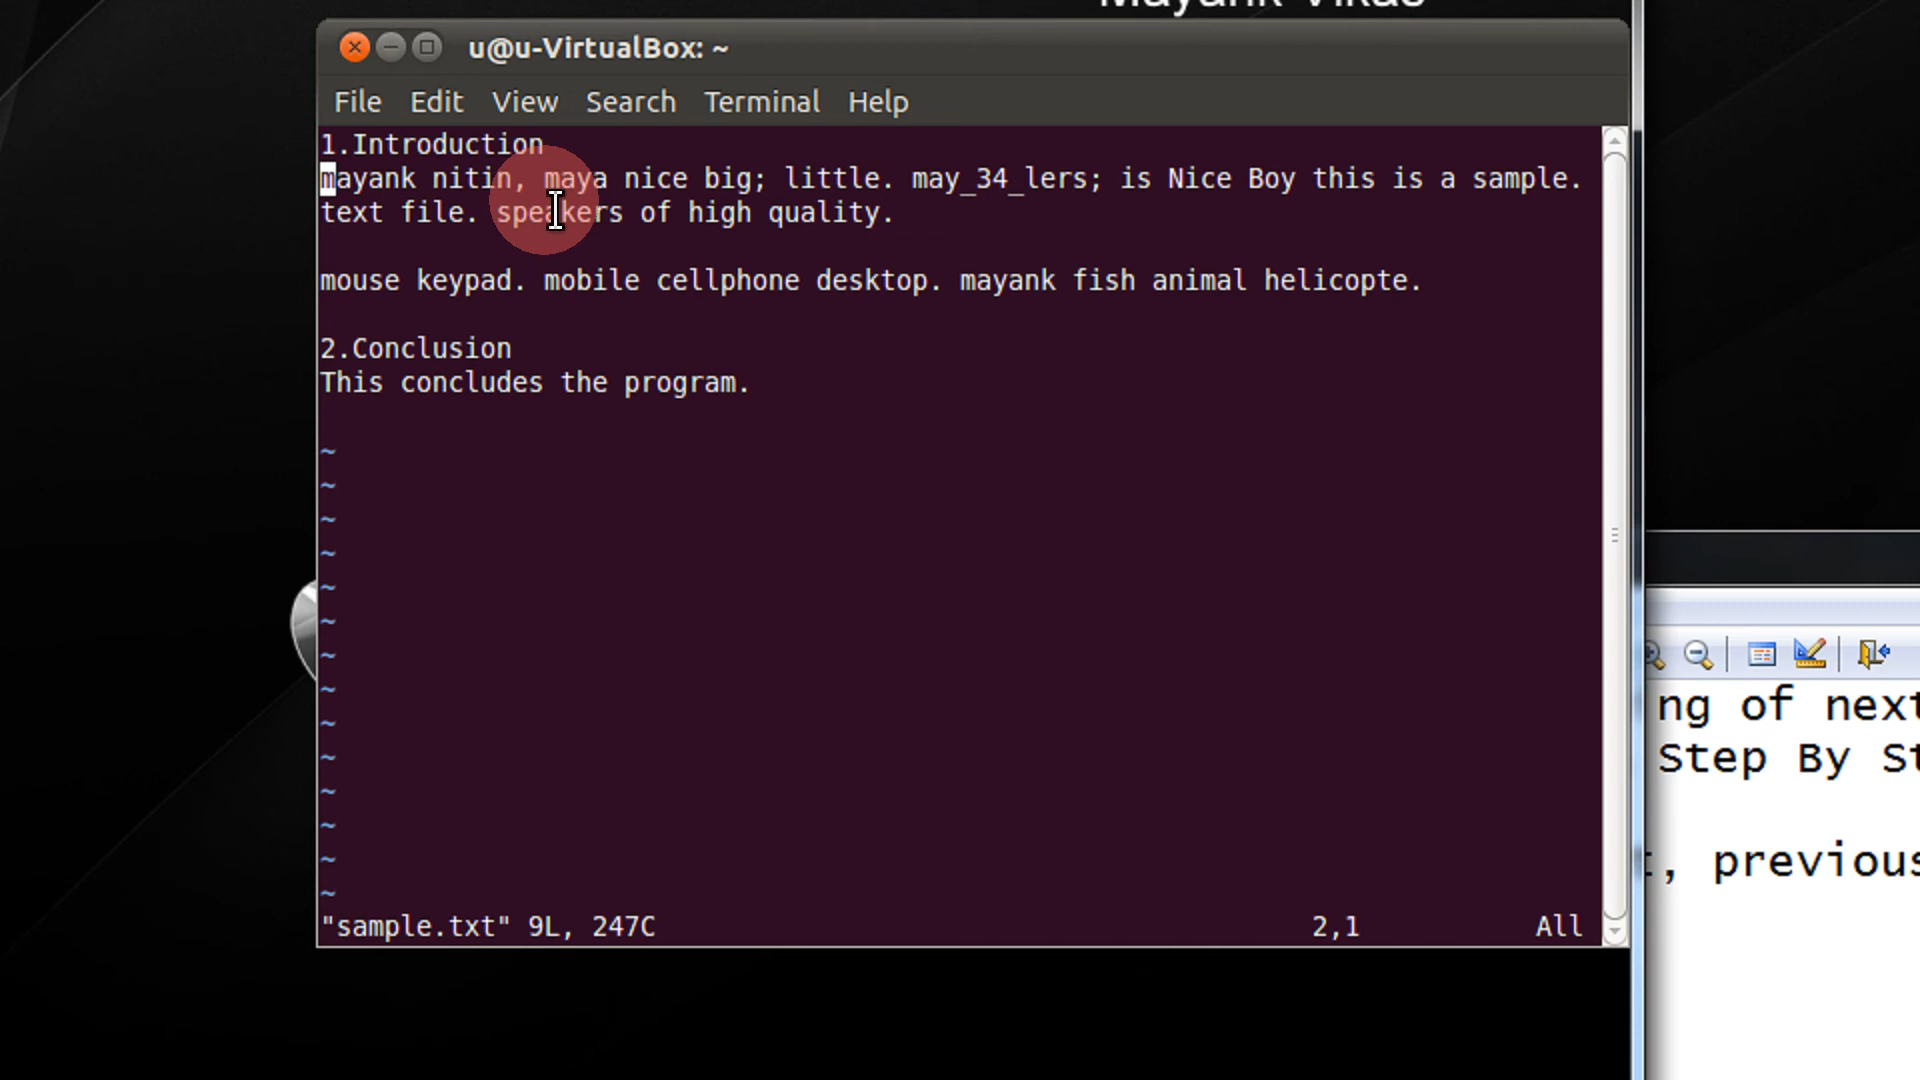 u@u-VirtualBox: ~
File Edit View Search Terminal Help
1.Introduction
mayank nitin, maya nice big; little. may_34_lers; is Nice Boy this is a sample.
text file. speakers of high quality.
mouse keypad. mobile cellphone desktop. mayank fish animal helicopte.
2.Conclusion
This concludes the program.
~
~
~
~
~
~
~
~
~
~
~
~
~
~
"sample.txt" 9L, 247C 2,1 All
ng of next
Step By St
, previous